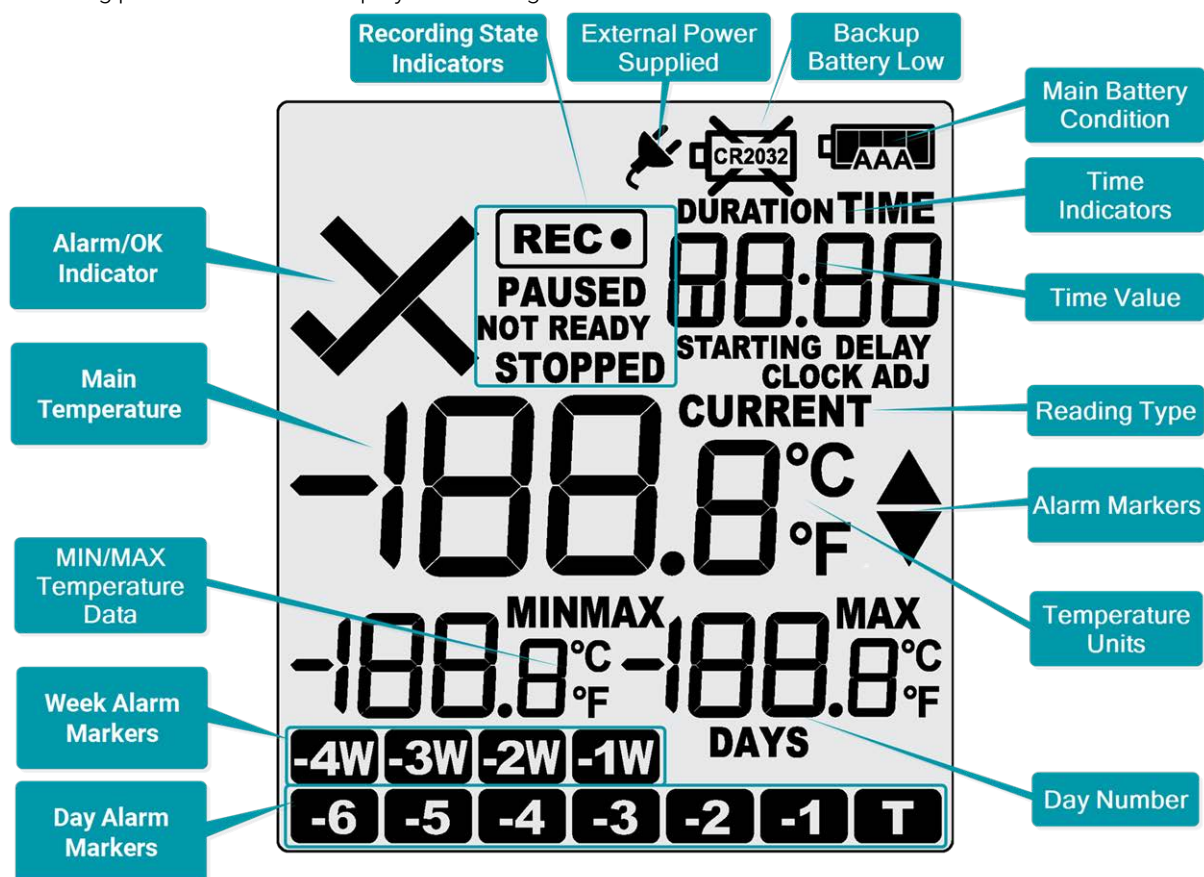 Recording State
Indicators
External Power
Supplied
Backup
Battery Low
Main Battery
Condition
CR2032
AAA
Time
Indicators
DURATION TIME
Alarm/OK
Indicator
REC
18:88
Time Value
PAUSED
NOT READY
STOPPED
STARTING DELAY
CLOCK ADJ
Main
Temperature
CURRENT
Reading Type
-188.8
°C
°F
Alarm Markers
MIN/MAX
Temperature
Data
MINMAX
MAX
Temperature
Units
-188.8
°C
°F
-188.8
°C
°F
Week Alarm
Markers
-4W -3W -2W -1W
DAYS
Day Number
Day Alarm
Markers
-6 -5 -4 -3 -2 -1 T